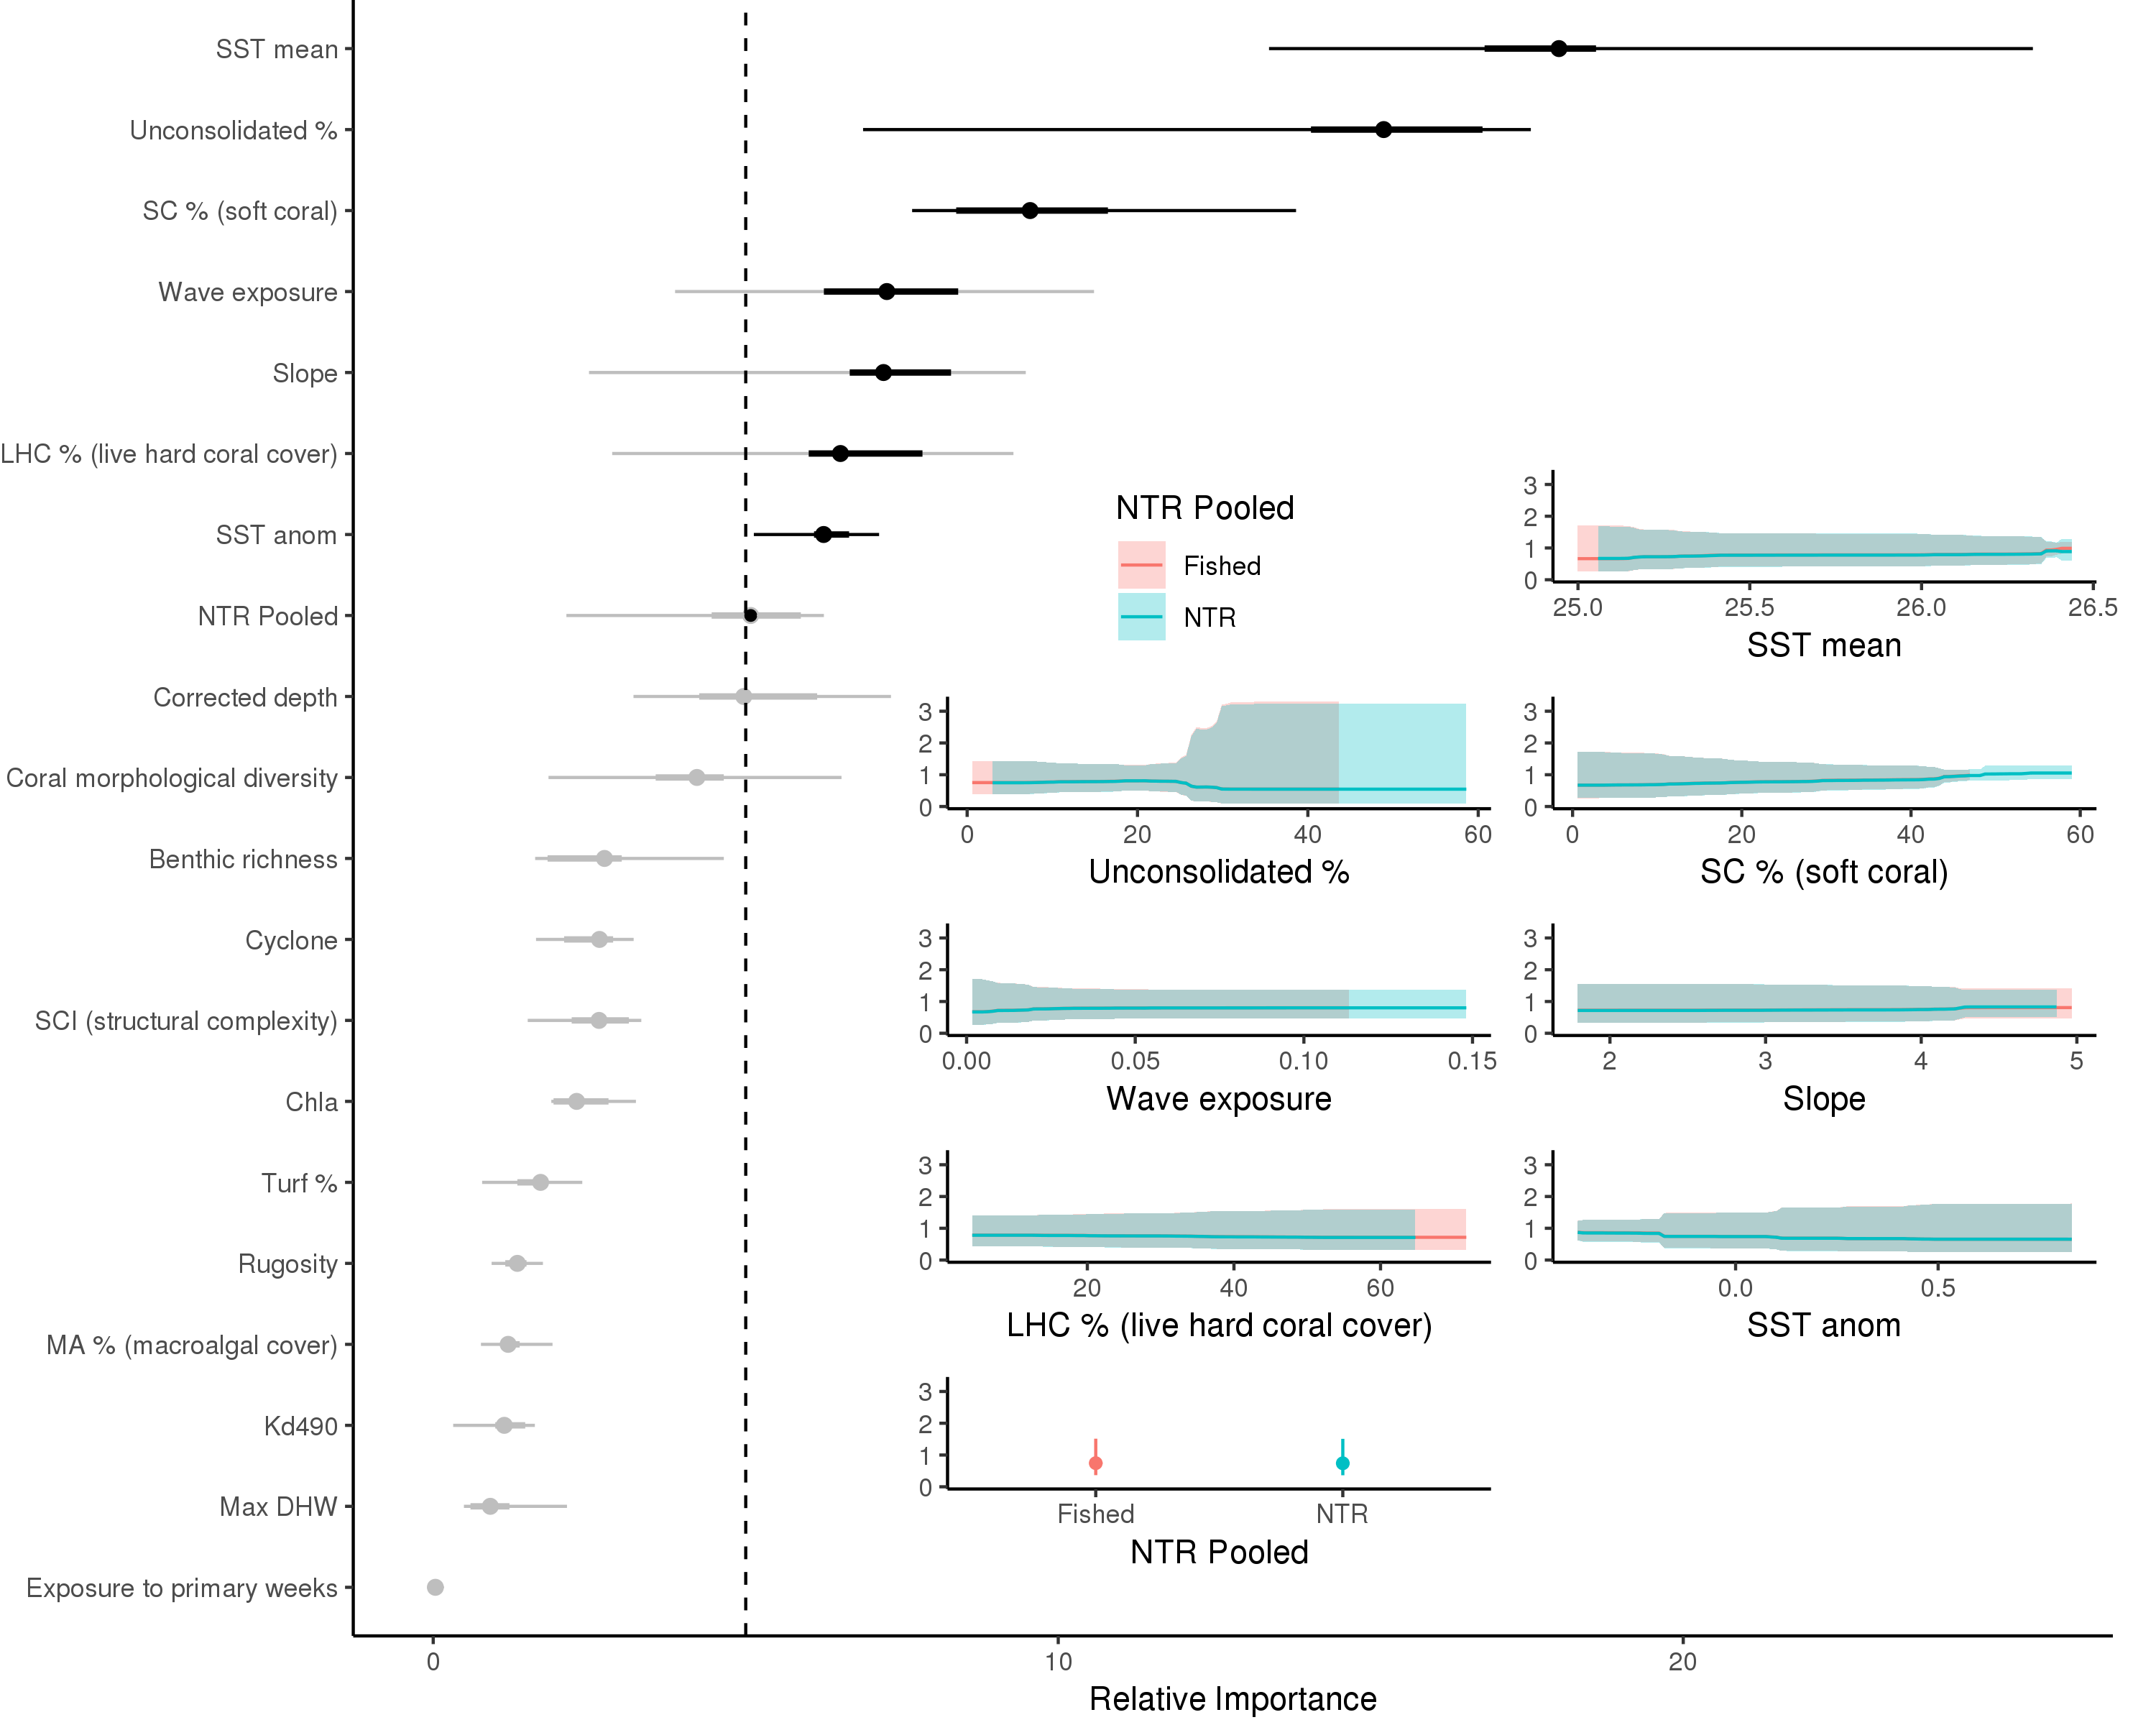 SST mean
Unconsolidated %
SC % (soft coral)
Wave exposure
Slope
LHC % (live hard coral cover)
SST anom
NTR Pooled
Corrected depth
Coral morphological diversity
Benthic richness
Cyclone
SCI (structural complexity)
Chla
Turf %
Rugosity
MA % (macroalgal cover)
Kd490
Max DHW
Exposure to primary weeks
0 10 20
Relative Importance
NTR Pooled
Fished
NTR
3
2
1
0
25.0 25.5 26.0 26.5
SST mean
3
2
1
0
0 20 40 60
Unconsolidated %
3
2
1
0
0 20 40 60
SC % (soft coral)
3
2
1
0
0.00 0.05 0.10 0.15
Wave exposure
3
2
1
0
2 3 4 5
Slope
3
2
1
0
20 40 60
LHC % (live hard coral cover)
3
2
1
0
0.0 0.5
SST anom
3
2
1
0
Fished NTR
NTR Pooled